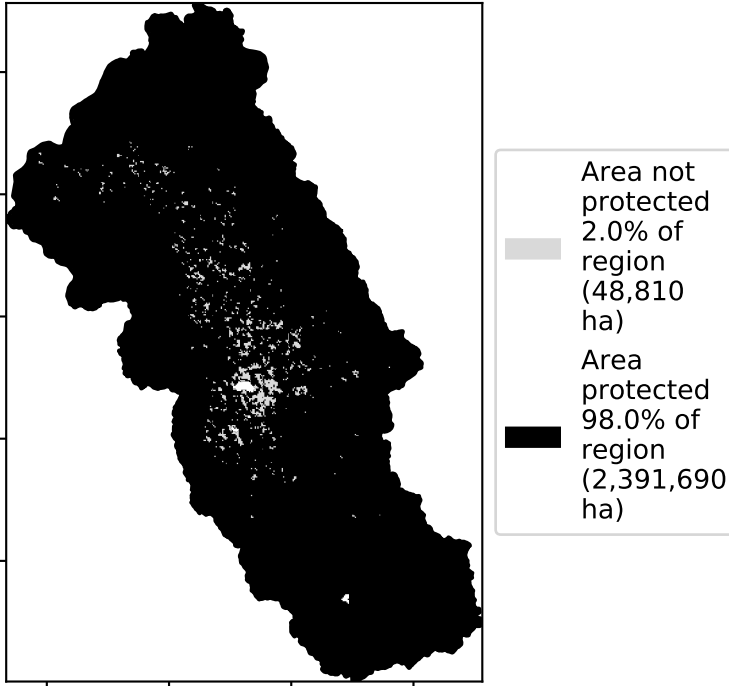 Area not
protected
2.0% of
region
(48,810
ha)
Area
protected
98.0% of
region
(2,391,690
ha)